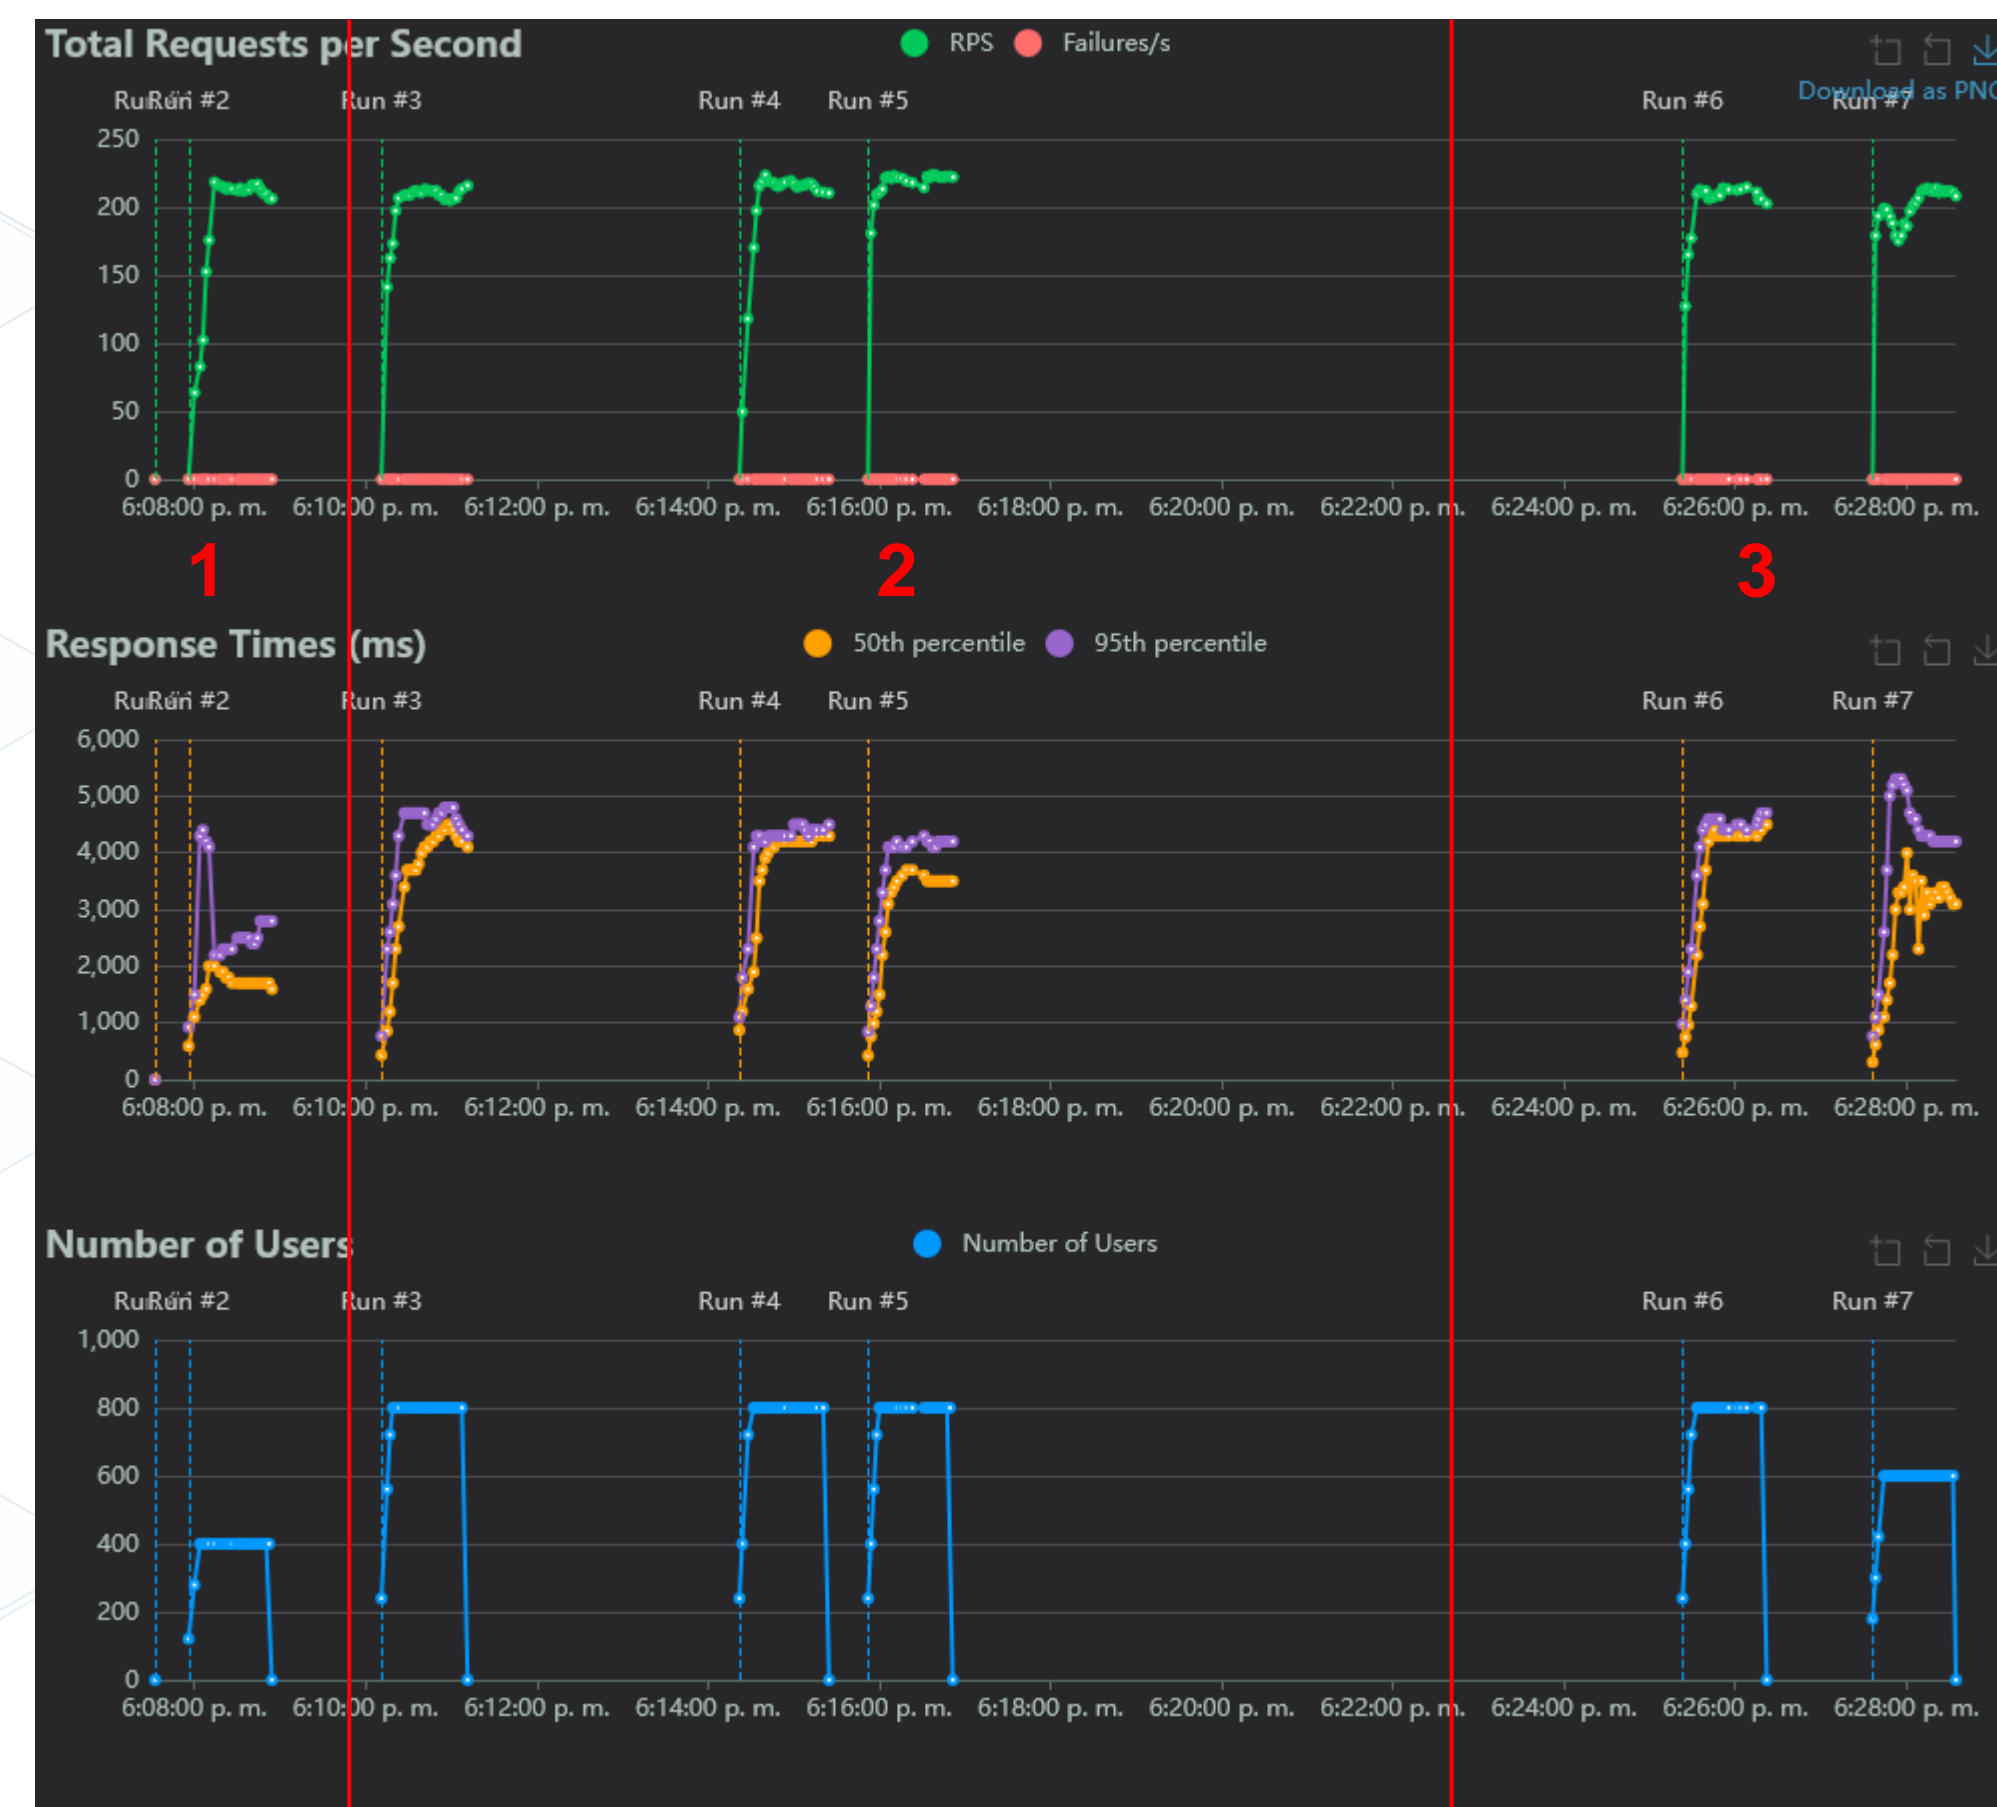 Total Requests per Second
RPS Failures/s
Download as PNG
Run #2 Run #3 Run #4 Run #5 Run #6 Run #7
250
200
150
100
50
0
6:08:00 p. m. 6:10:00 p. m. 6:12:00 p. m. 6:14:00 p. m. 6:16:00 p. m. 6:18:00 p. m. 6:20:00 p. m. 6:22:00 p. m. 6:24:00 p. m. 6:26:00 p. m. 6:28:00 p. m.
1 2 3
Response Times (ms)
50th percentile 95th percentile
Run #2 Run #3 Run #4 Run #5 Run #6 Run #7
6,000
5,000
4,000
3,000
2,000
1,000
0
6:08:00 p. m. 6:10:00 p. m. 6:12:00 p. m. 6:14:00 p. m. 6:16:00 p. m. 6:18:00 p. m. 6:20:00 p. m. 6:22:00 p. m. 6:24:00 p. m. 6:26:00 p. m. 6:28:00 p. m.
Number of Users
Number of Users
Run #2 Run #3 Run #4 Run #5 Run #6 Run #7
1,000
800
600
400
200
0
6:08:00 p. m. 6:10:00 p. m. 6:12:00 p. m. 6:14:00 p. m. 6:16:00 p. m. 6:18:00 p. m. 6:20:00 p. m. 6:22:00 p. m. 6:24:00 p. m. 6:26:00 p. m. 6:28:00 p. m.